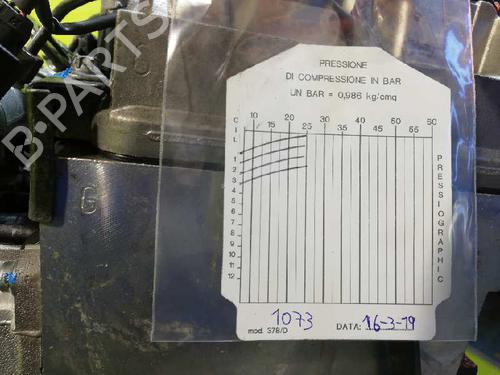 PRESSIONE
DI COMPRESSIONE IN BAR
UN BAR = 0,986 kg/cmq
C I L
10 15 20 25 30 35 40 45 50 55 60
1
2
3
4
5
6
7
8
9
10
11
12
PRESSIOGRAPHIC
1073
mod. 378/D
DATA: 16-3-19
G
B-PARTS